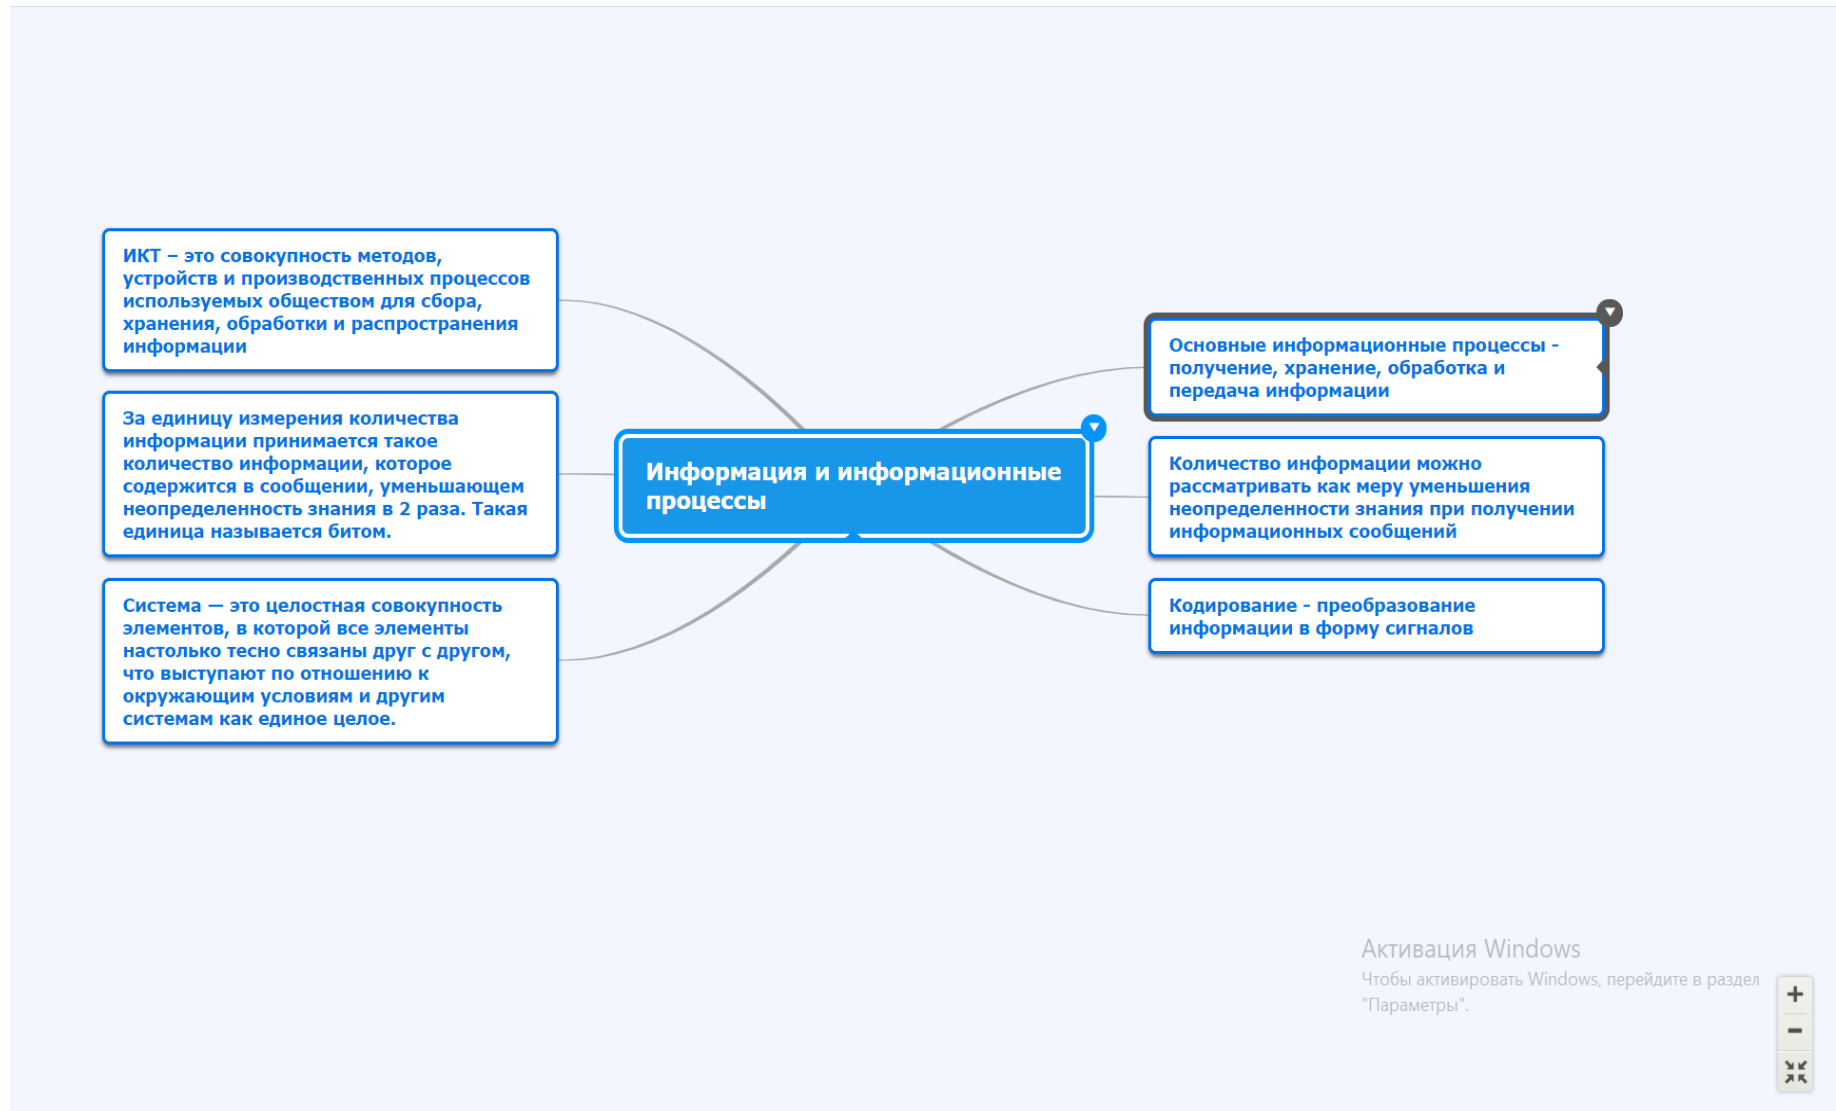 ИКТ – это совокупность методов,
устройств и производственных процессов
используемых обществом для сбора,
хранения, обработки и распространения
информации
За единицу измерения количества
информации принимается такое
количество информации, которое
содержится в сообщении, уменьшающем
неопределенность знания в 2 раза. Такая
единица называется битом.
Система — это целостная совокупность
элементов, в которой все элементы
настолько тесно связаны друг с другом,
что выступают по отношению к
окружающим условиям и другим
системам как единое целое.
Информация и информационные
процессы
Основные информационные процессы -
получение, хранение, обработка и
передача информации
Количество информации можно
рассматривать как меру уменьшения
неопределенности знания при получении
информационных сообщений
Кодирование - преобразование
информации в форму сигналов
Активация Windows
Чтобы активировать Windows, перейдите в раздел
"Параметры".